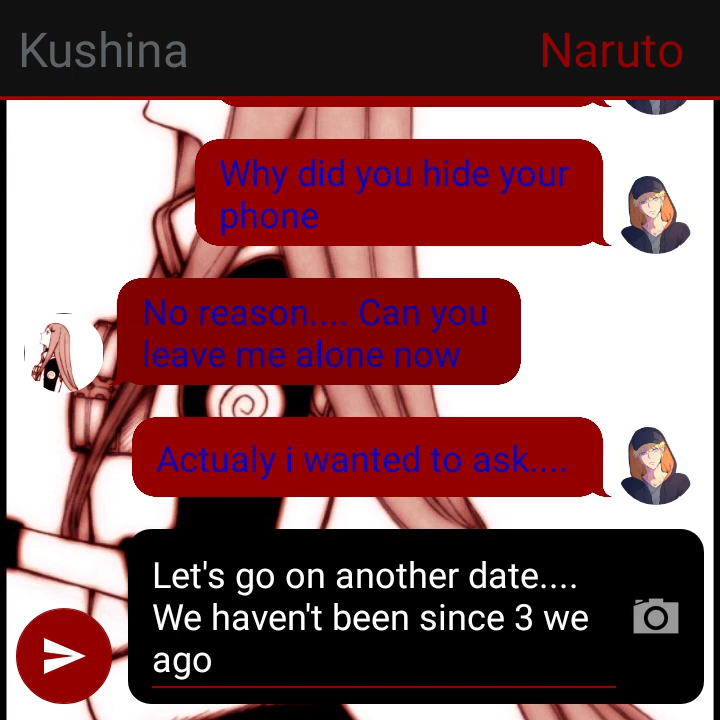 Kushina Naruto
Why did you hide your
phone
No reason.... Can you
leave me alone now
Actualy i wanted to ask....
Let's go on another date....
We haven't been since 3 we
ago